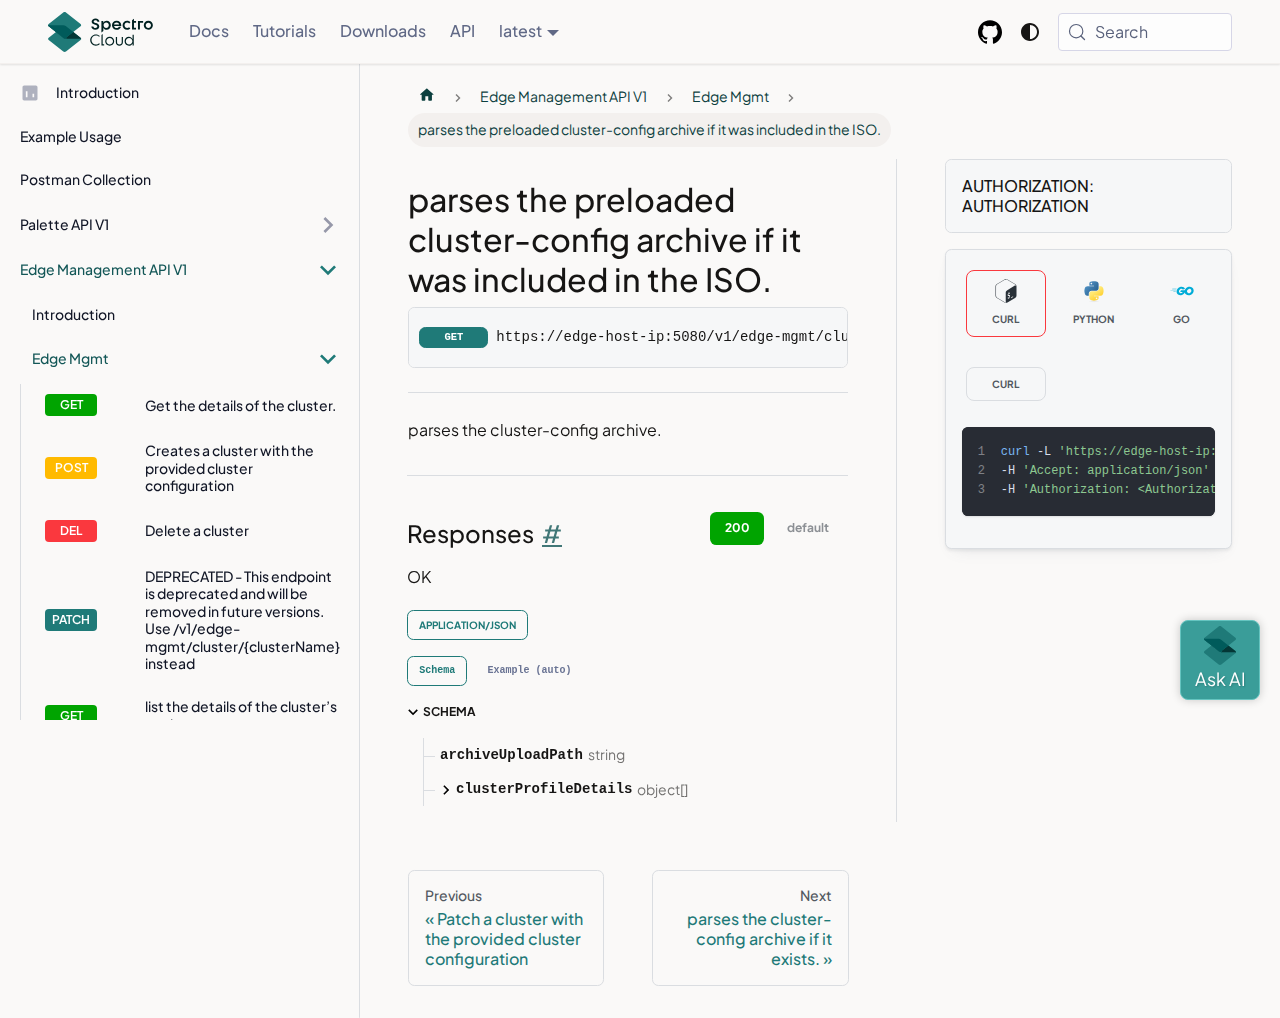 Spectro Cloud
Docs
Tutorials
Downloads
API
latest
Search
Introduction
Example Usage
Postman Collection
Palette API V1
Edge Management API V1
Introduction
Edge Mgmt
GET Get the details of the cluster.
POST Creates a cluster with the
provided cluster
configuration
DEL Delete a cluster
DEPRECATED - This endpoint
is deprecated and will be
removed in future versions.
PATCH Use /v1/edge-
mgmt/cluster/{clusterName}
instead
GET list the details of the cluster's
Edge Management API V1
Edge Mgmt
parses the preloaded cluster-config archive if it was included in the ISO.
parses the preloaded
cluster-config archive if it
was included in the ISO.
GET https://edge-host-ip:5080/v1/edge-mgmt/clu
parses the cluster-config archive.
Responses #
200
default
OK
APPLICATION/JSON
Schema
Example (auto)
SCHEMA
archiveUploadPath string
clusterProfileDetails object[]
Previous
« Patch a cluster with
the provided cluster
configuration
Next
parses the cluster-
config archive if it
exists. »
AUTHORIZATION:
AUTHORIZATION
CURL
PYTHON
GO
GO
CURL
1 curl -L 'https://edge-host-ip:
2 -H 'Accept: application/json'
3 -H 'Authorization: <Authorizat
Ask AI